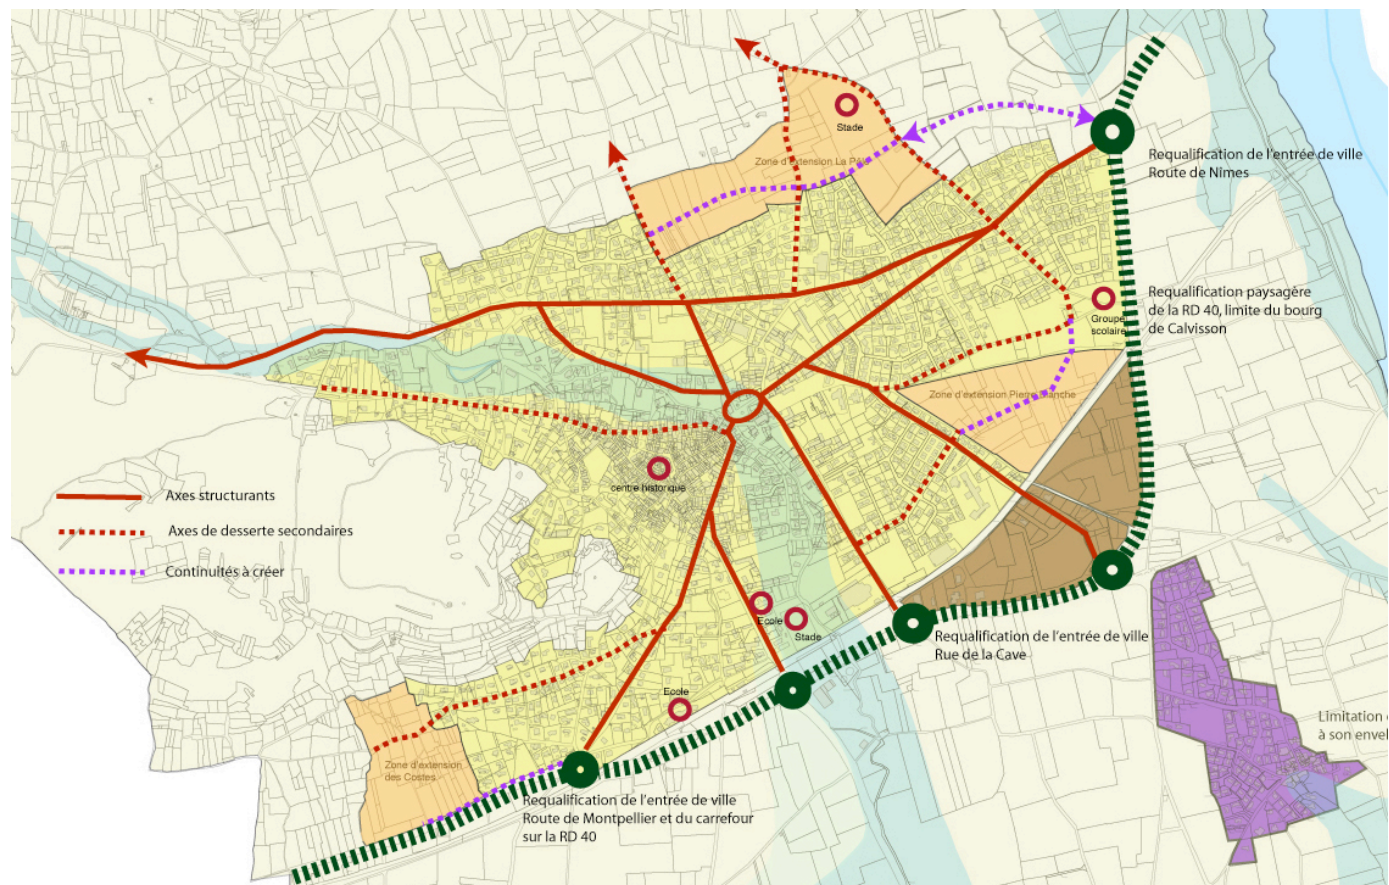 Stade
Zone d'extension La
Requalification de l'entrée de ville
Route de Nimes
Requalification paysagère
de la RD 40, limite du bourg
de Calvisson
Groupe
scolaire
Zone d'extension Pierre
centre historique
Axes structurants
Axes de desserte secondaires
Continuités à créer
Ecole
Stade
Requalification de l'entrée de ville
Rue de la Cave
Ecole
Limitation
à son envel
Zone d'extension
des Costes
Requalification de l'entrée de ville
Route de Montpellier et du carrefour
sur la RD 40